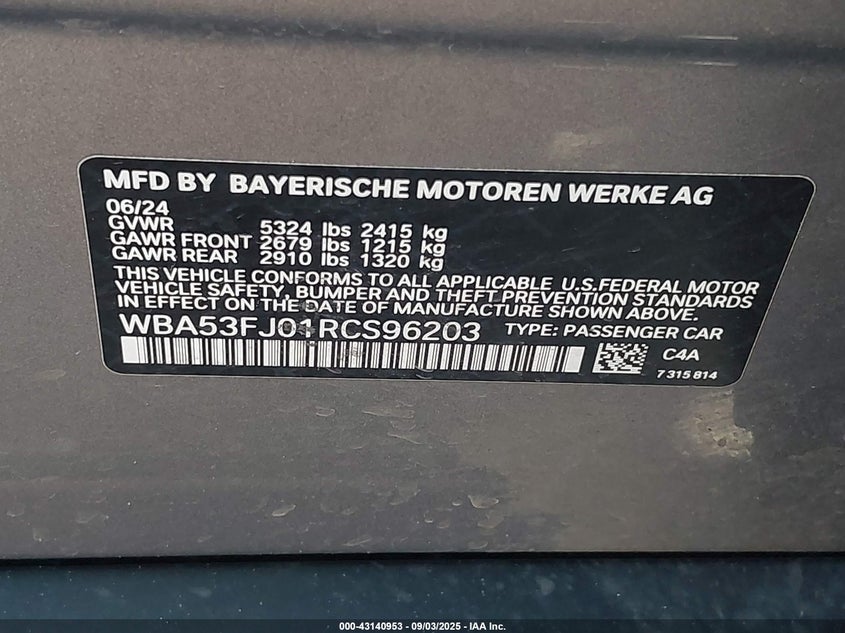 MFD BY BAYERISCHE MOTOREN WERKE AG
06/24
GVWR 5324 lbs 2415 kg
GAWR FRONT 2679 lbs 1215 kg
GAWR REAR 2910 lbs 1320 kg
THIS VEHICLE CONFORMS TO ALL APPLICABLE U.S.FEDERAL MOTOR
VEHICLE SAFETY, BUMPER AND THEFT PREVENTION STANDARDS
IN EFFECT ON THE DATE OF MANUFACTURE SHOWN ABOVE.
WBA53FJ01RCS96203 TYPE: PASSENGER CAR
C4A
7315814
000-43140953 - 09/03/2025 - IAA Inc.